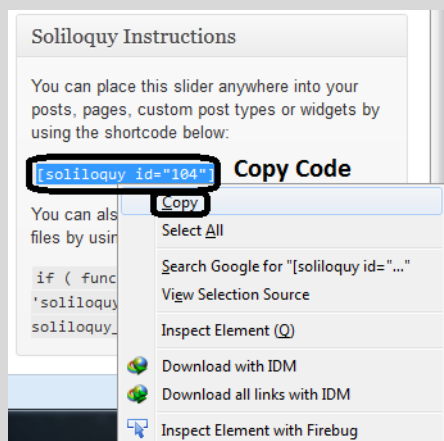 Soliloquy Instructions
You can place this slider anywhere into your
posts, pages, custom post types or widgets by
using the shortcode below:
[soliloquy id="104"] Copy Code
Copy
You can als
Select All
files by usin
Search Google for "[soliloquy id="..."
if ( func
View Selection Source
'soliloquy
soliloquy_
Inspect Element (Q)
Download with IDM
Download all links with IDM
Inspect Element with Firebug